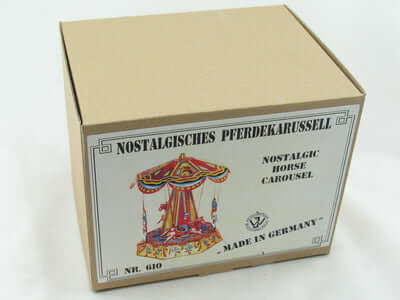 NOSTALGISCHES PFERDEKARUSSELL
NOSTALGIC
HORSE
CAROUSEL
„ MADE IN GERMANY"
NR. 610